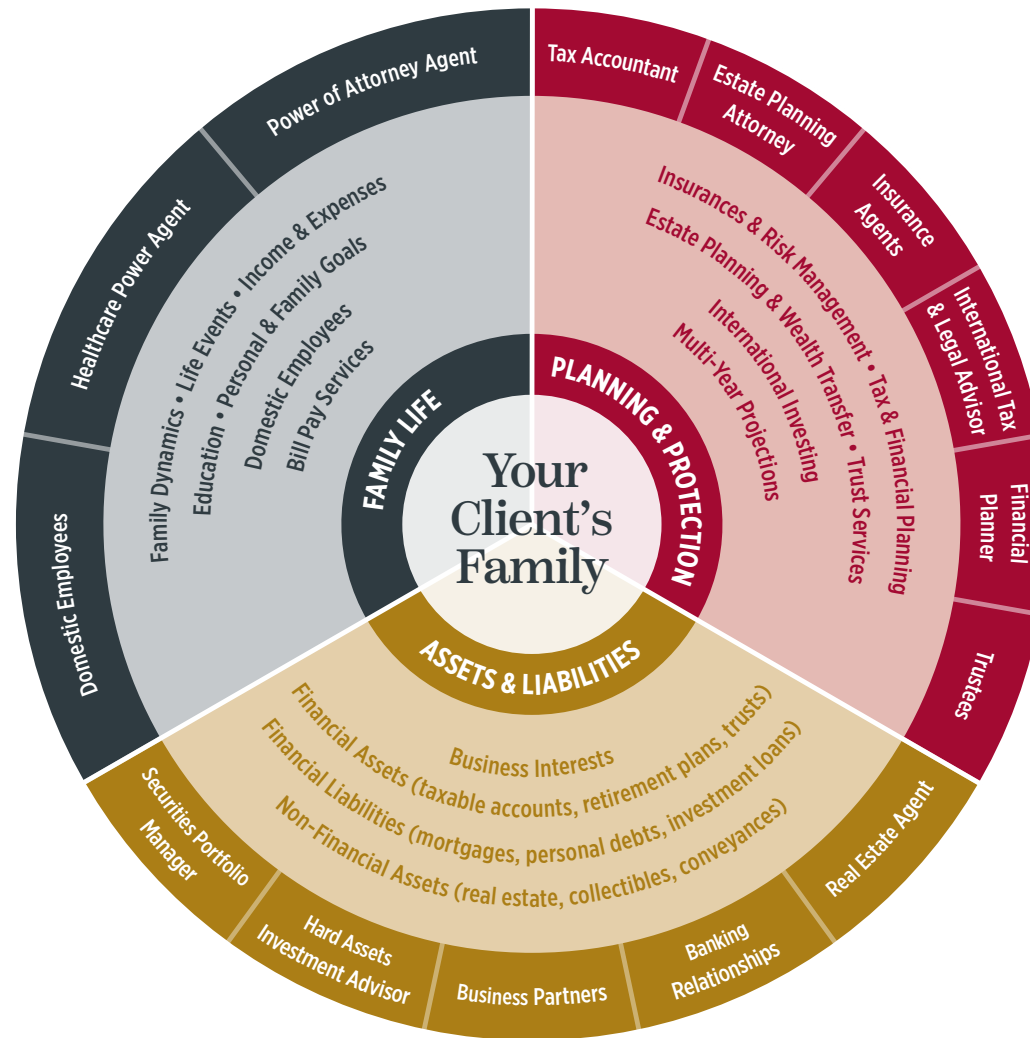 Your
Client's
Family
FAMILY LIFE
Family Dynamics • Life Events • Income & Expenses
Education • Personal & Family Goals
Domestic Employees
Bill Pay Services
Domestic Employees
Healthcare Power Agent
Power of Attorney Agent
PLANNING & PROTECTION
Insurances & Risk Management • Tax & Financial Planning
Estate Planning & Wealth Transfer • Trust Services
International Investing
Multi-Year Projections
Tax Accountant
Estate Planning
Attorney
Insurance
Agents
International Tax
& Legal Advisor
Financial
Planner
Trustees
ASSETS & LIABILITIES
Business Interests
Financial Assets (taxable accounts, retirement plans, trusts)
Financial Liabilities (mortgages, personal debts, investment loans)
Non-Financial Assets (real estate, collectibles, conveyances)
Securities Portfolio
Manager
Hard Assets
Investment Advisor
Business Partners
Banking
Relationships
Real Estate Agent